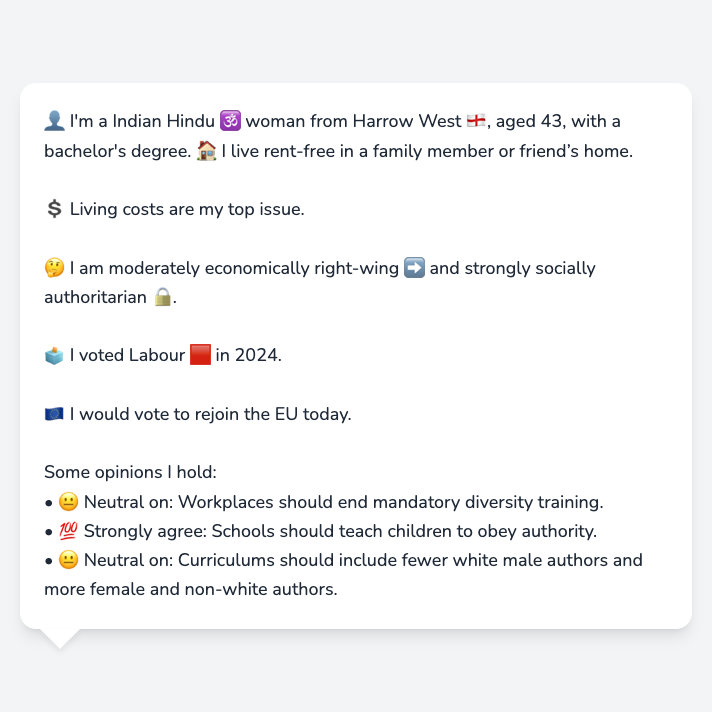 👤 I'm a Indian Hindu 🕉️ woman from Harrow West 🏴󠁧󠁢󠁥󠁮󠁧󠁿, aged 43, with a
bachelor's degree. 🏠 I live rent-free in a family member or friend’s home.
💲 Living costs are my top issue.
🤔 I am moderately economically right-wing ➡️ and strongly socially
authoritarian 🔒.
🗳️ I voted Labour 🟥 in 2024.
🇪🇺 I would vote to rejoin the EU today.
Some opinions I hold:
• 😐 Neutral on: Workplaces should end mandatory diversity training.
• 💯 Strongly agree: Schools should teach children to obey authority.
• 😐 Neutral on: Curriculums should include fewer white male authors and
more female and non-white authors.